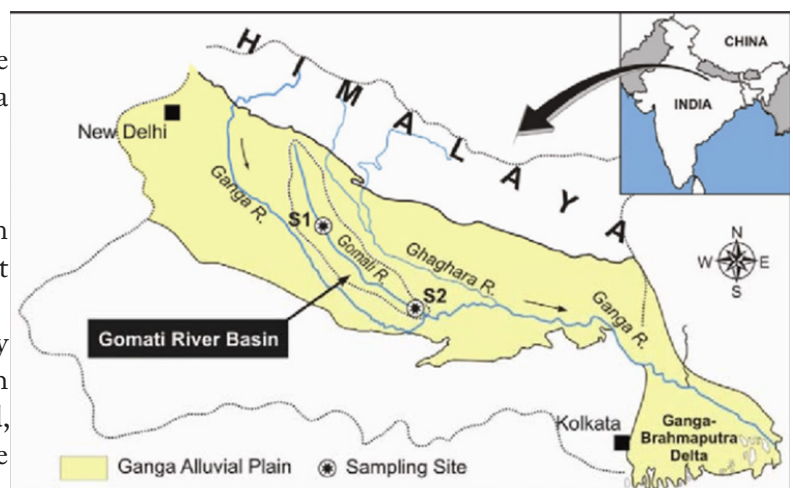 e
a
n
t
y
n
l,
e
HIMALAYA
CHINA
INDIA
New Delhi
Ganga R.
S1
Gomati R.
Ghaghara R.
S2
Ganga R.
N
W E
S
Gomati River Basin
Kolkata
Ganga-
Brahmaputra
Delta
Ganga Alluvial Plain
Sampling Site